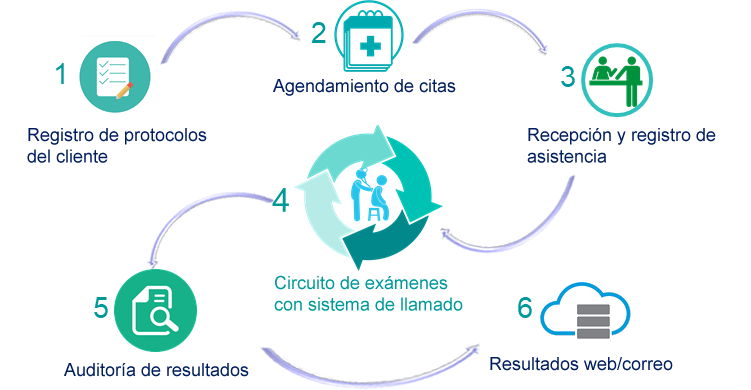 1
Registro de protocolos
del cliente
2
Agendamiento de citas
3
Recepción y registro de
asistencia
4
Circuito de exámenes
con sistema de llamado
5
Auditoría de resultados
6
Resultados web/correo